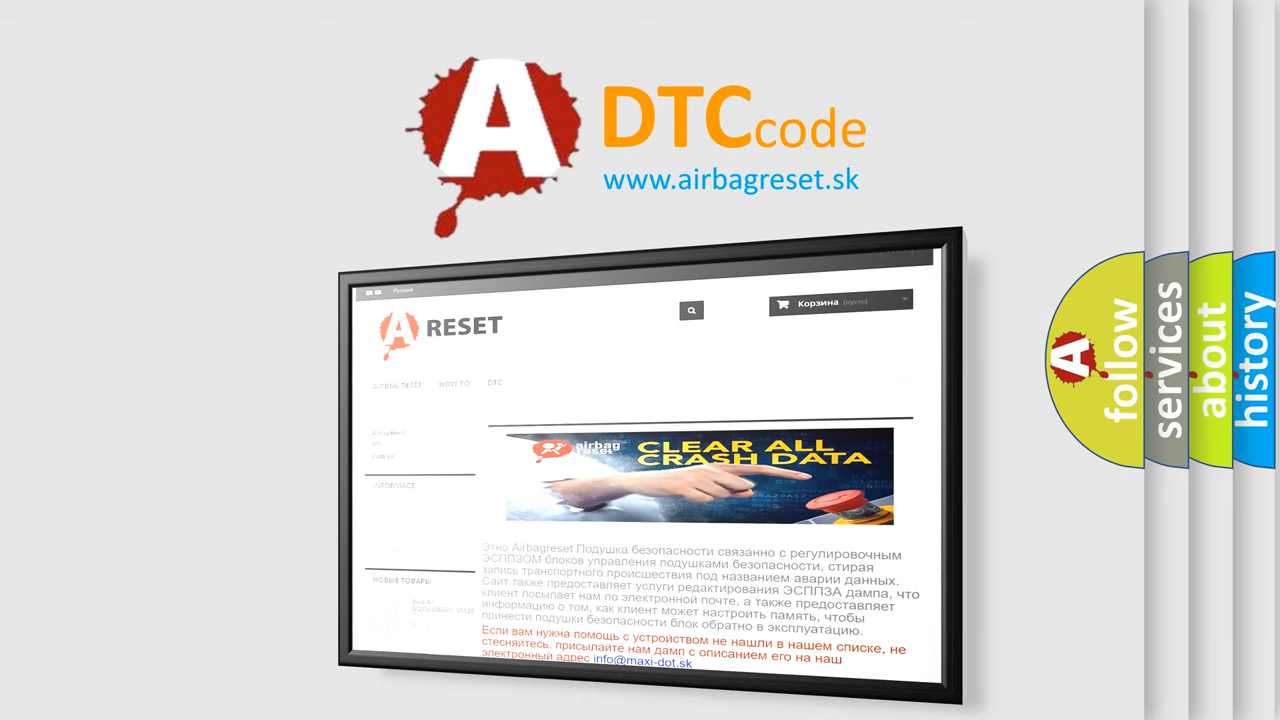 A
DTCcode
www.airbagreset.sk
Русский
Корзина (пусто)
A RESET
AIRBAG RESET HOW TO DTC
Airbag Reset
DTC
INFORMACE
airbag
reset
CLEAR ALL
CRASH DATA
Этно Airbagreset Подушка безопасности связанно с регулировочным
ЭСППЗОМ блоков управления подушками безопасности, стирая
запись транспортного происшествия под названием аварии данных.
Сайт также предоставляет услуги редактирования ЭСППЗА дампа, что
клиент посылает нам по электронной почте, а также предоставляет
информацию о том, как клиент может настроить память, чтобы
принести подушки безопасности блок обратно в эксплуатацию.
Если вам нужна помощь с устройством не нашли в нашем списке, не
стесняйтесь, присылайте нам дамп с описанием его на наш
электронный адрес info@maxi-dot.sk
НОВЫЕ ТОВАРЫ
A
follow
services
about
history